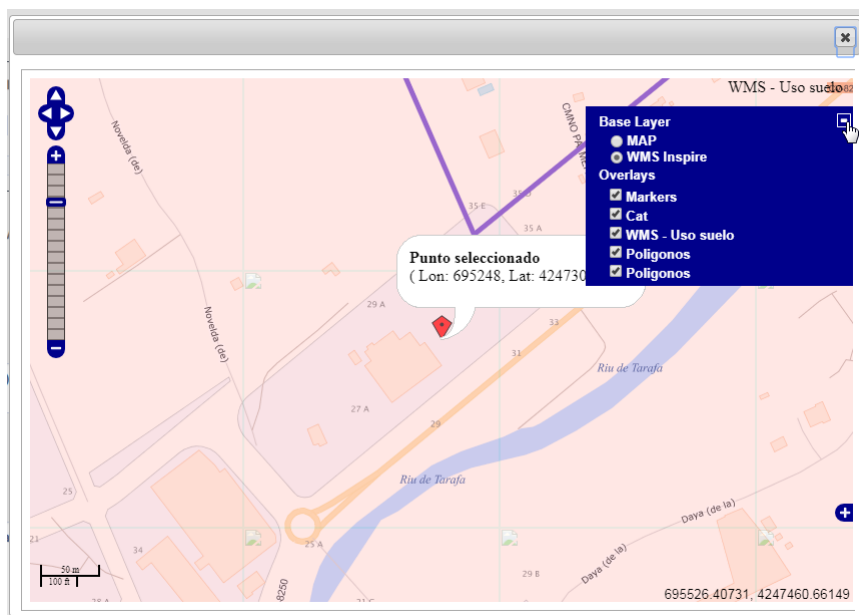 WMS - Uso suelo
Base Layer
MAP
WMS Inspire
Overlays
Markers
Cat
WMS - Uso suelo
Poligonos
Poligonos
Novelda (de)
35 E
35 A
Punto seleccionado
( Lon: 695248, Lat: 424730
29 A
Novelda (de)
33
31
Riu de Tarafa
27 A
29
Riu de Tarafa
25
Daya (de la)
21
34
25 A
29 B
Daya (de la)
8250
50 m
100 ft
28 A
21 C
695526.40731, 4247460.66149